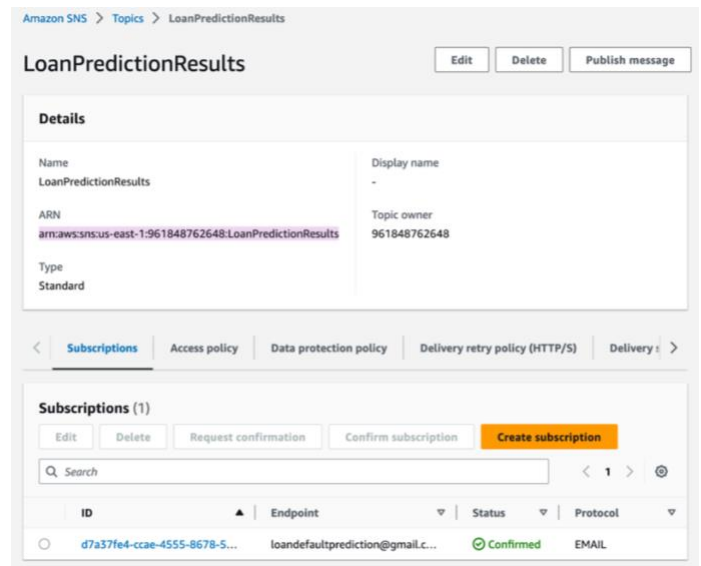 Amazon SNS > Topics > LoanPredictionResults
LoanPredictionResults
Edit Delete Publish message
Details
Name
LoanPredictionResults
Display name
-
ARN
arn:aws:sns:us-east-1:961848762648:LoanPredictionResults
Topic owner
961848762648
Type
Standard
Subscriptions Access policy Data protection policy Delivery retry policy (HTTP/S) Delivery
Subscriptions (1)
Edit Delete Request confirmation Confirm subscription Create subscription
Search
< 1 >
ID Endpoint Status Protocol
d7a37fe4-ccae-4555-8678-5... loandefaultprediction@gmail.c... Confirmed EMAIL